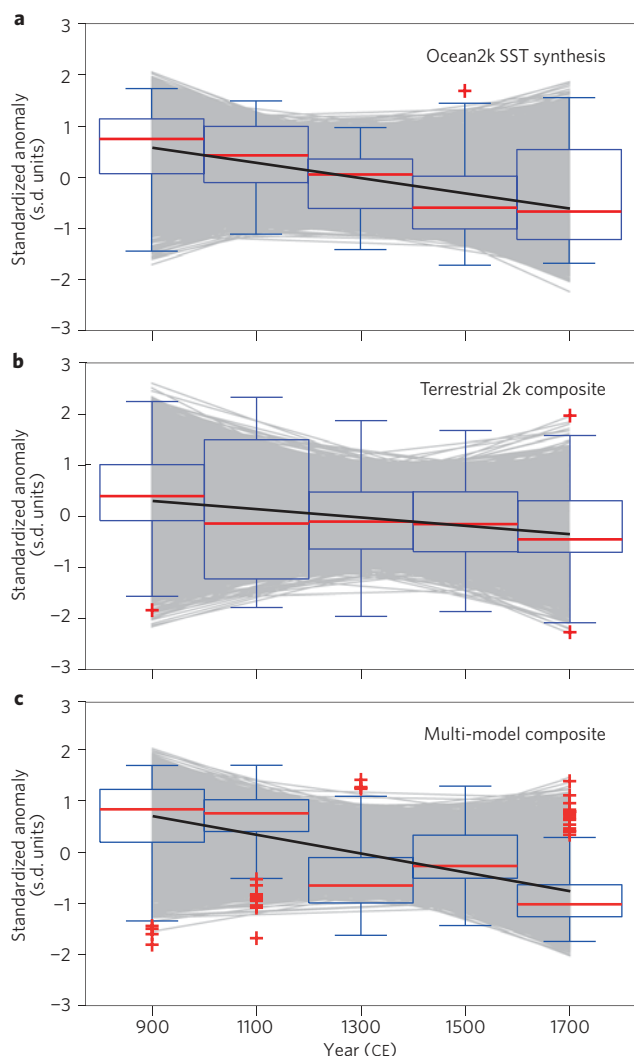 a
3
2
1
0
−1
−2
−3
Standardized anomaly
(s.d. units)
Ocean2k SST synthesis
b
3
2
1
0
−1
−2
−3
Standardized anomaly
(s.d. units)
Terrestrial 2k composite
c
3
2
1
0
−1
−2
−3
Standardized anomaly
(s.d. units)
Multi-model composite
900 1100 1300 1500 1700
Year (CE)